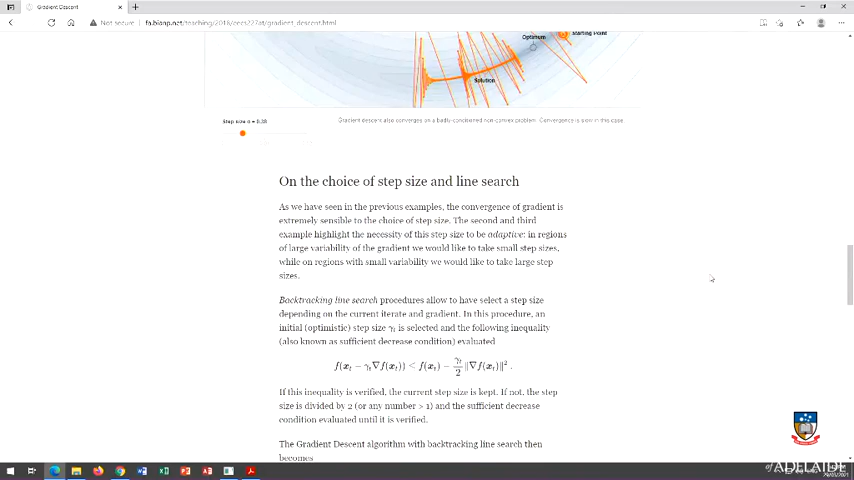 Gradient Descent
Not secure | fa.bianp.net/teaching/2018/eecs227at/gradient_descent.html
Optimum
Starting Point
Solution
Gradient descent also converges on a badly-conditioned non-convex problem. Convergence is slow in this case
On the choice of step size and line search
As we have seen in the previous examples, the convergence of gradient is
extremely sensible to the choice of step size. The second and third
example highlight the necessity of this step size to be adaptive: in regions
of large variability of the gradient we would like to take small step sizes,
while on regions with small variability we would like to take large step
sizes.
Backtracking line search procedures allow to have select a step size
depending on the current iterate and gradient. In this procedure, an
initial (optimistic) step size γₜ is selected and the following inequality
(also known as sufficient decrease condition) evaluated
f(xₜ − γₜ∇f(xₜ)) ≤ f(xₜ) − γₜ/2 ‖∇f(xₜ)‖² .
If this inequality is verified, the current step size is kept. If not, the step
size is divided by 2 (or any number > 1) and the sufficient decrease
condition evaluated until it is verified.
The Gradient Descent algorithm with backtracking line search then
becomes
of ADELAIDE